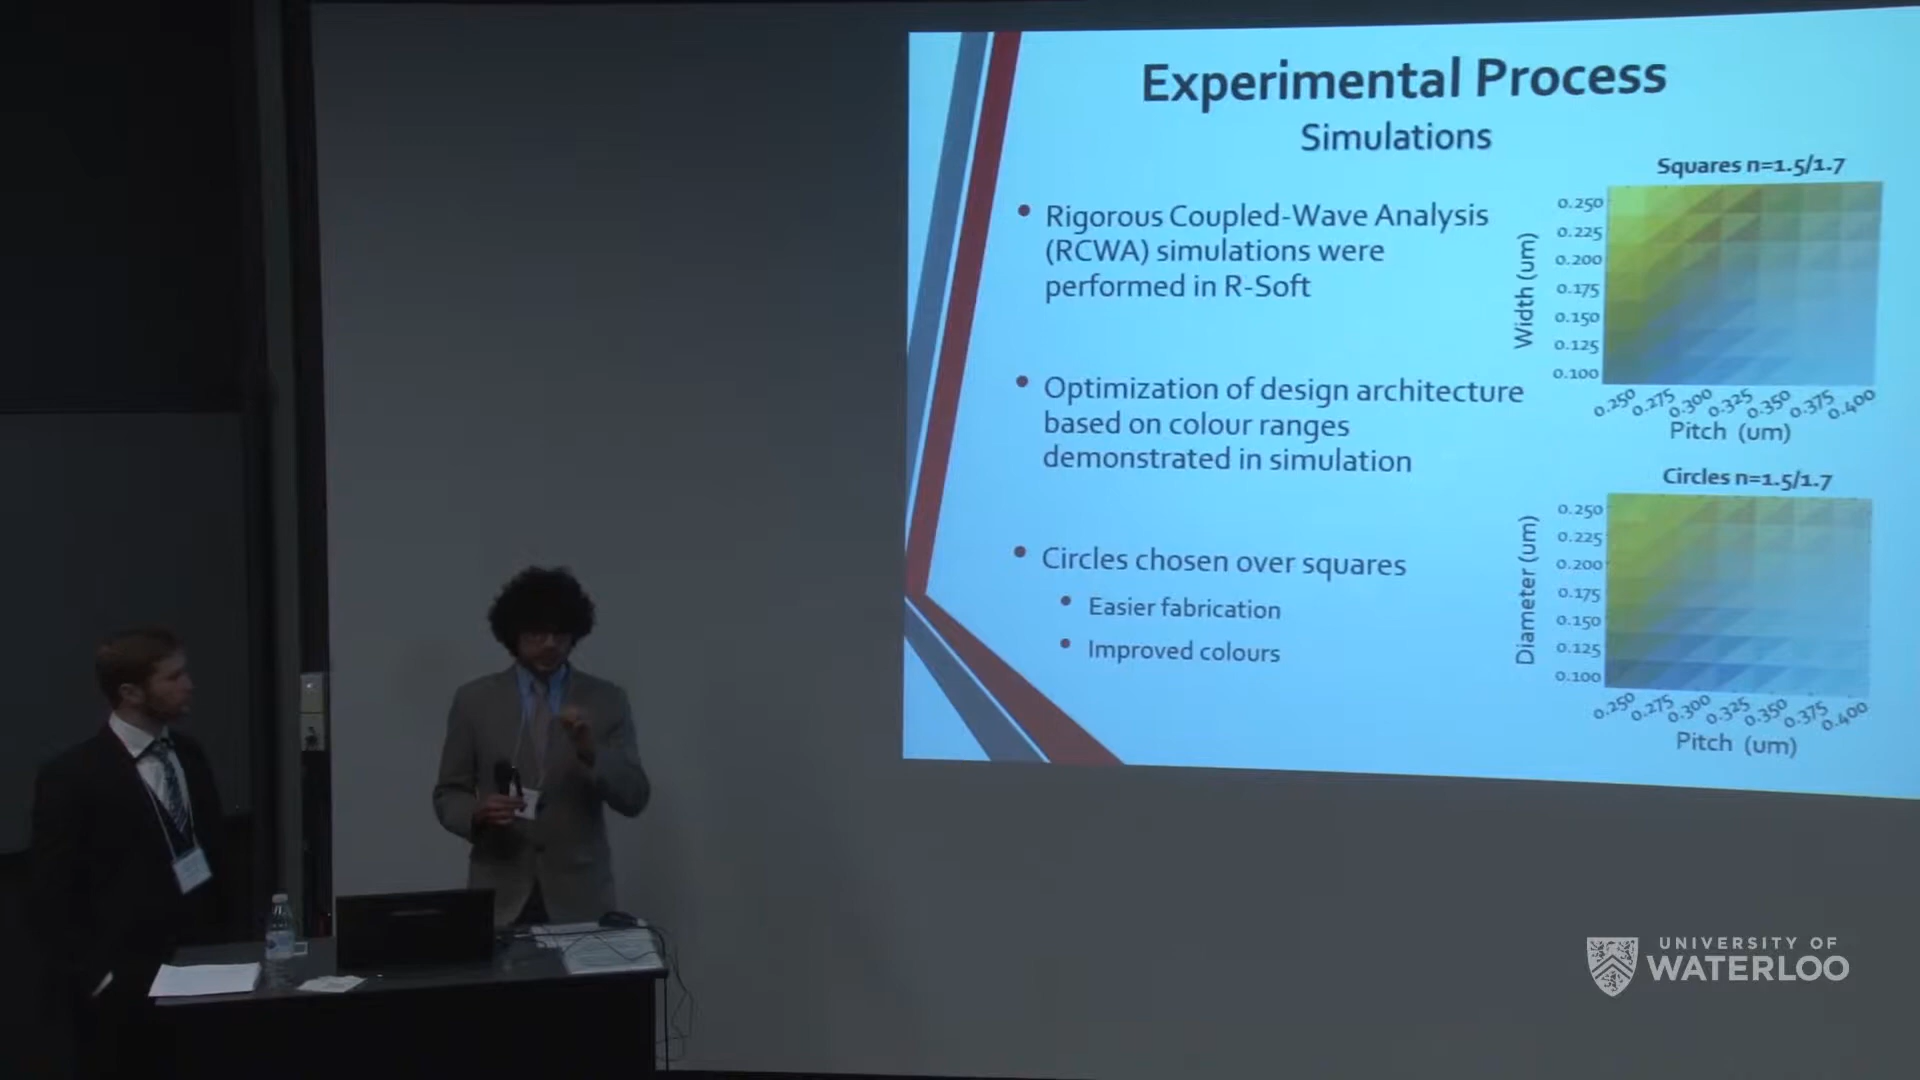 Experimental Process
Simulations
• Rigorous Coupled-Wave Analysis
(RCWA) simulations were
performed in R-Soft
• Optimization of design architecture
based on colour ranges
demonstrated in simulation
• Circles chosen over squares
• Easier fabrication
• Improved colours
Squares n=1.5/1.7
Width (um)
0.250
0.225
0.200
0.175
0.150
0.125
0.100
0.250 0.275 0.300 0.325 0.350 0.375 0.400
Pitch (um)
Circles n=1.5/1.7
Diameter (um)
0.250
0.225
0.200
0.175
0.150
0.125
0.100
0.250 0.275 0.300 0.325 0.350 0.375 0.400
Pitch (um)
UNIVERSITY OF
WATERLOO